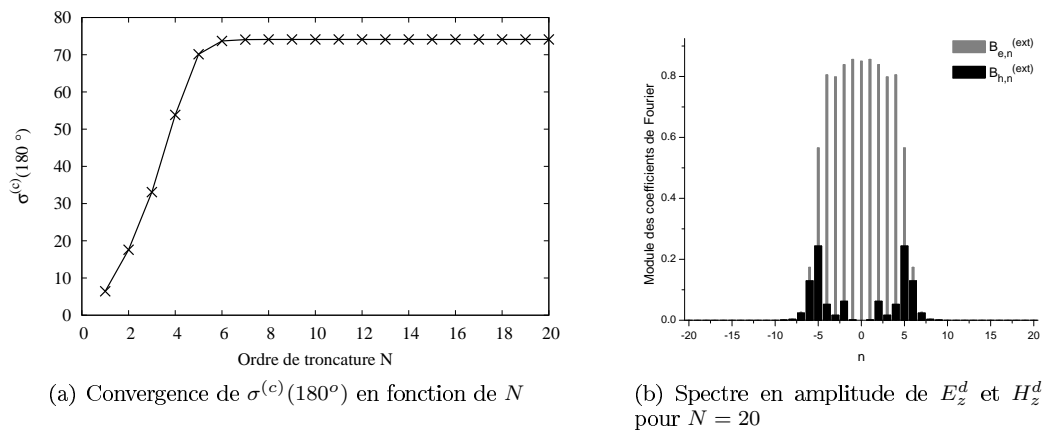 80
70
60
50
40
30
20
10
0
σ^(c)(180 °)
0 2 4 6 8 10 12 14 16 18 20
Ordre de troncature N
(a) Convergence de σ^(c)(180^o) en fonction de N
B_e,n^(ext)
B_h,n^(ext)
0.8
0.6
0.4
0.2
0.0
Module des coefficients de Fourier
-20 -15 -10 -5 0 5 10 15 20
n
(b) Spectre en amplitude de E_z^d et H_z^d
pour N = 20